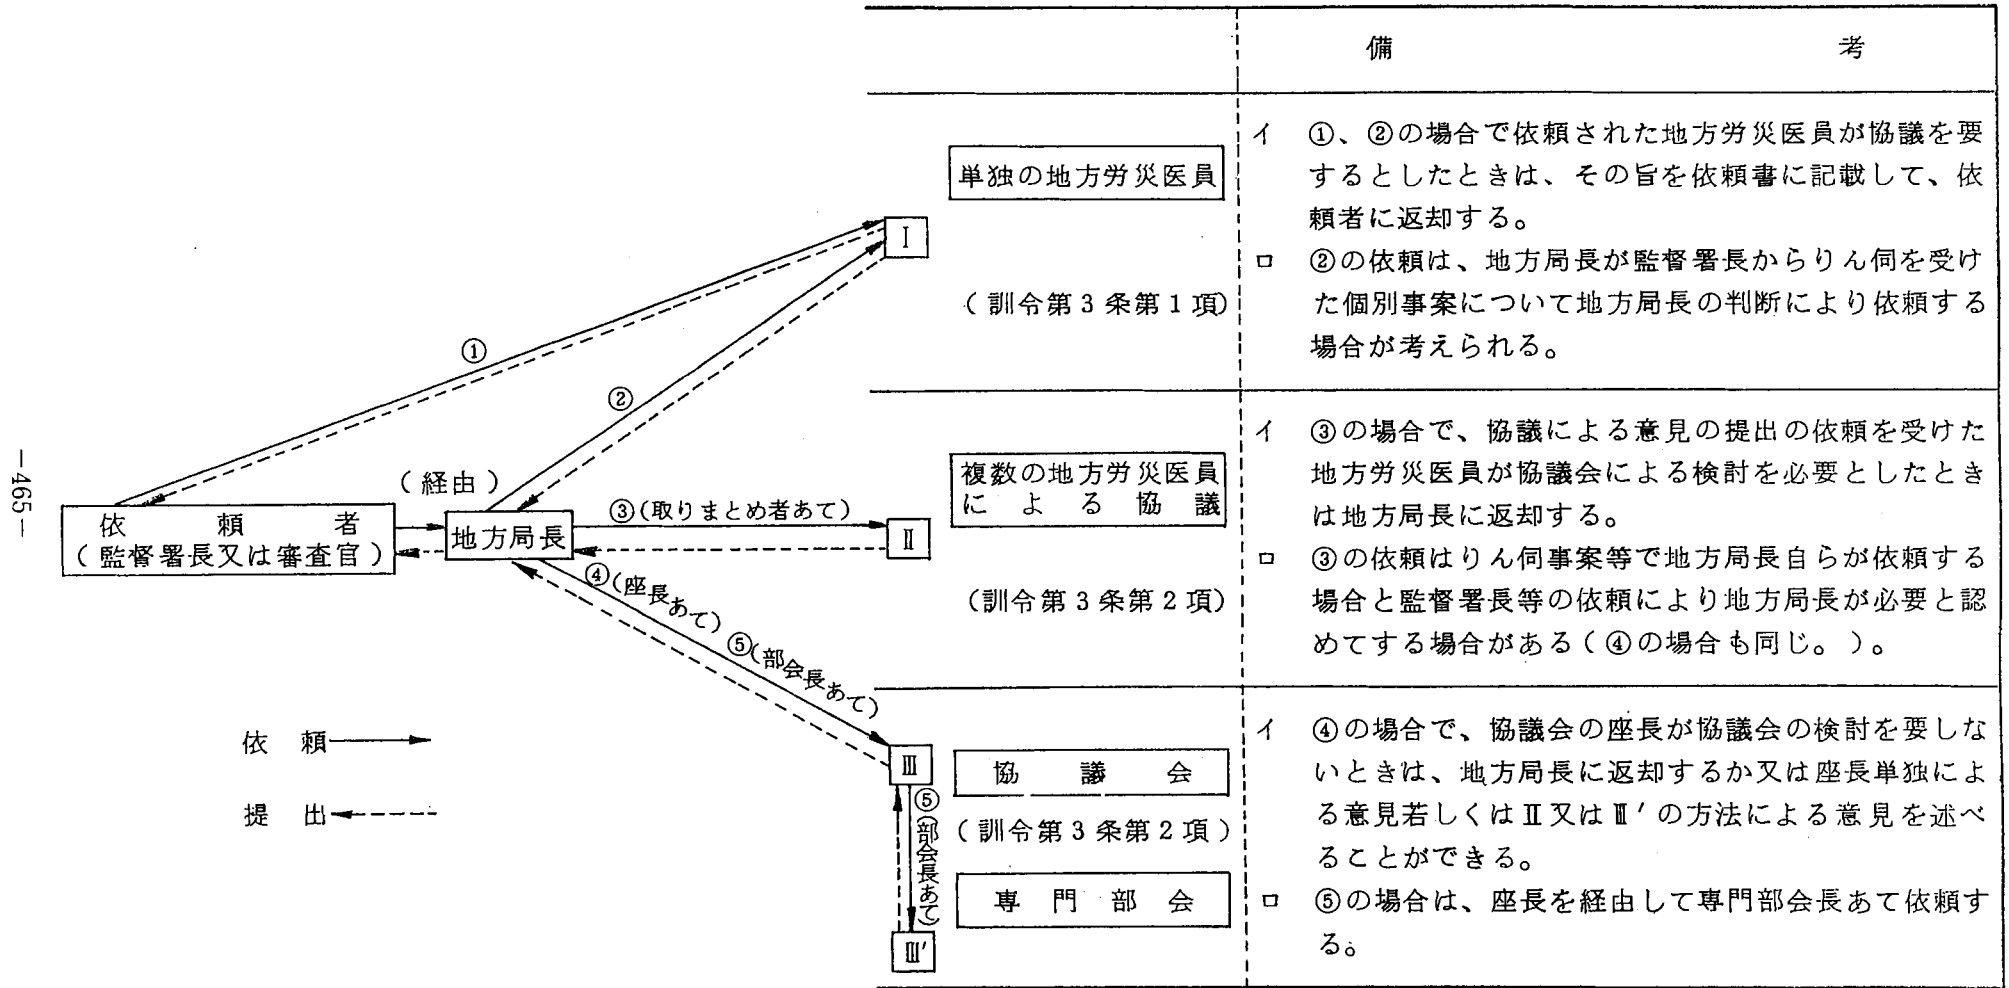 備　　考
単独の地方労災医員
(訓令第3条第1項)
イ　①、②の場合で依頼された地方労災医員が協議を要
するとしたときは、その旨を依頼書に記載して、依
頼者に返却する。
ロ　②の依頼は、地方局長が監督署長からりん伺を受け
た個別事案について地方局長の判断により依頼する
場合が考えられる。
Ⅰ
①
②
複数の地方労災医員
による協議
(訓令第3条第2項)
イ　③の場合で、協議による意見の提出の依頼を受けた
地方労災医員が協議会による検討を必要としたとき
は地方局長に返却する。
ロ　③の依頼はりん伺事案等で地方局長自らが依頼する
場合と監督署長等の依頼により地方局長が必要と認
めてする場合がある(④の場合も同じ。)。
(経由)
依頼者
(監督署長又は審査官)
地方局長
③(取りまとめ者あて)
Ⅱ
④(座長あて)
⑤(部会長あて)
Ⅲ
協議会
(訓令第3条第2項)
専門部会
⑤(部会長あて)
Ⅲ′
イ　④の場合で、協議会の座長が協議会の検討を要しな
いときは、地方局長に返却するか又は座長単独によ
る意見若しくはⅡ又はⅢ′の方法による意見を述べ
ることができる。
ロ　⑤の場合は、座長を経由して専門部会長あて依頼す
る。
依頼
提出
－465－